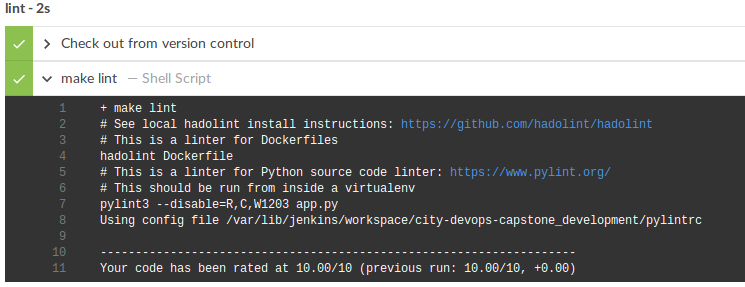 lint - 2s
Check out from version control
make lint — Shell Script
1 + make lint
2 # See local hadolint install instructions: https://github.com/hadolint/hadolint
3 # This is a linter for Dockerfiles
4 hadolint Dockerfile
5 # This is a linter for Python source code linter: https://www.pylint.org/
6 # This should be run from inside a virtualenv
7 pylint3 --disable=R,C,W1203 app.py
8 Using config file /var/lib/jenkins/workspace/city-devops-capstone_development/pylintrc
9
10 -------------------------------------------------------------------
11 Your code has been rated at 10.00/10 (previous run: 10.00/10, +0.00)